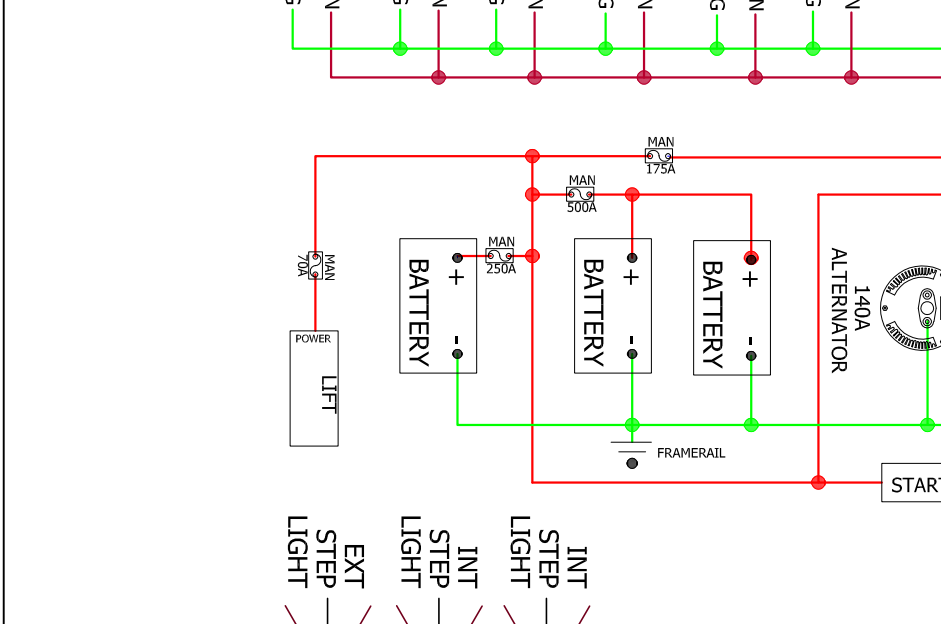 G N G N G N G N G N G N
MAN
175A
MAN
500A
MAN
250A
MAN
70A
BATTERY
+
-
BATTERY
+
-
BATTERY
+
-
140A
ALTERNATOR
POWER
LIFT
FRAMERAIL
START
EXT
STEP
LIGHT
INT
STEP
LIGHT
INT
STEP
LIGHT